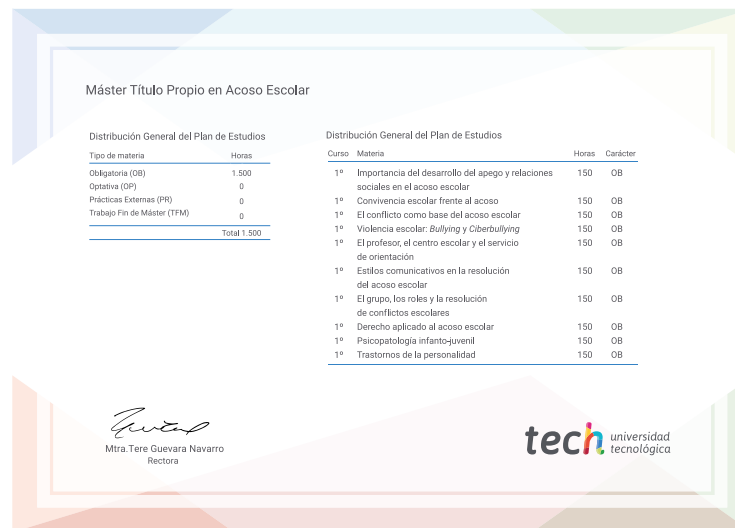 Máster Título Propio en Acoso Escolar
Distribución General del Plan de Estudios
Tipo de materia Horas
Obligatoria (OB) 1.500
Optativa (OP) 0
Prácticas Externas (PR) 0
Trabajo Fin de Máster (TFM) 0
Total 1.500
Distribución General del Plan de Estudios
Curso Materia Horas Carácter
1º Importancia del desarrollo del apego y relaciones 150 OB
sociales en el acoso escolar
1º Convivencia escolar frente al acoso 150 OB
1º El conflicto como base del acoso escolar 150 OB
1º Violencia escolar: Bullying y Ciberbullying 150 OB
1º El profesor, el centro escolar y el servicio 150 OB
de orientación
1º Estilos comunicativos en la resolución 150 OB
del acoso escolar
1º El grupo, los roles y la resolución 150 OB
de conflictos escolares
1º Derecho aplicado al acoso escolar 150 OB
1º Psicopatología infanto-juvenil 150 OB
1º Trastornos de la personalidad 150 OB
Mtra.Tere Guevara Navarro
Rectora
tech universidad
tecnológica